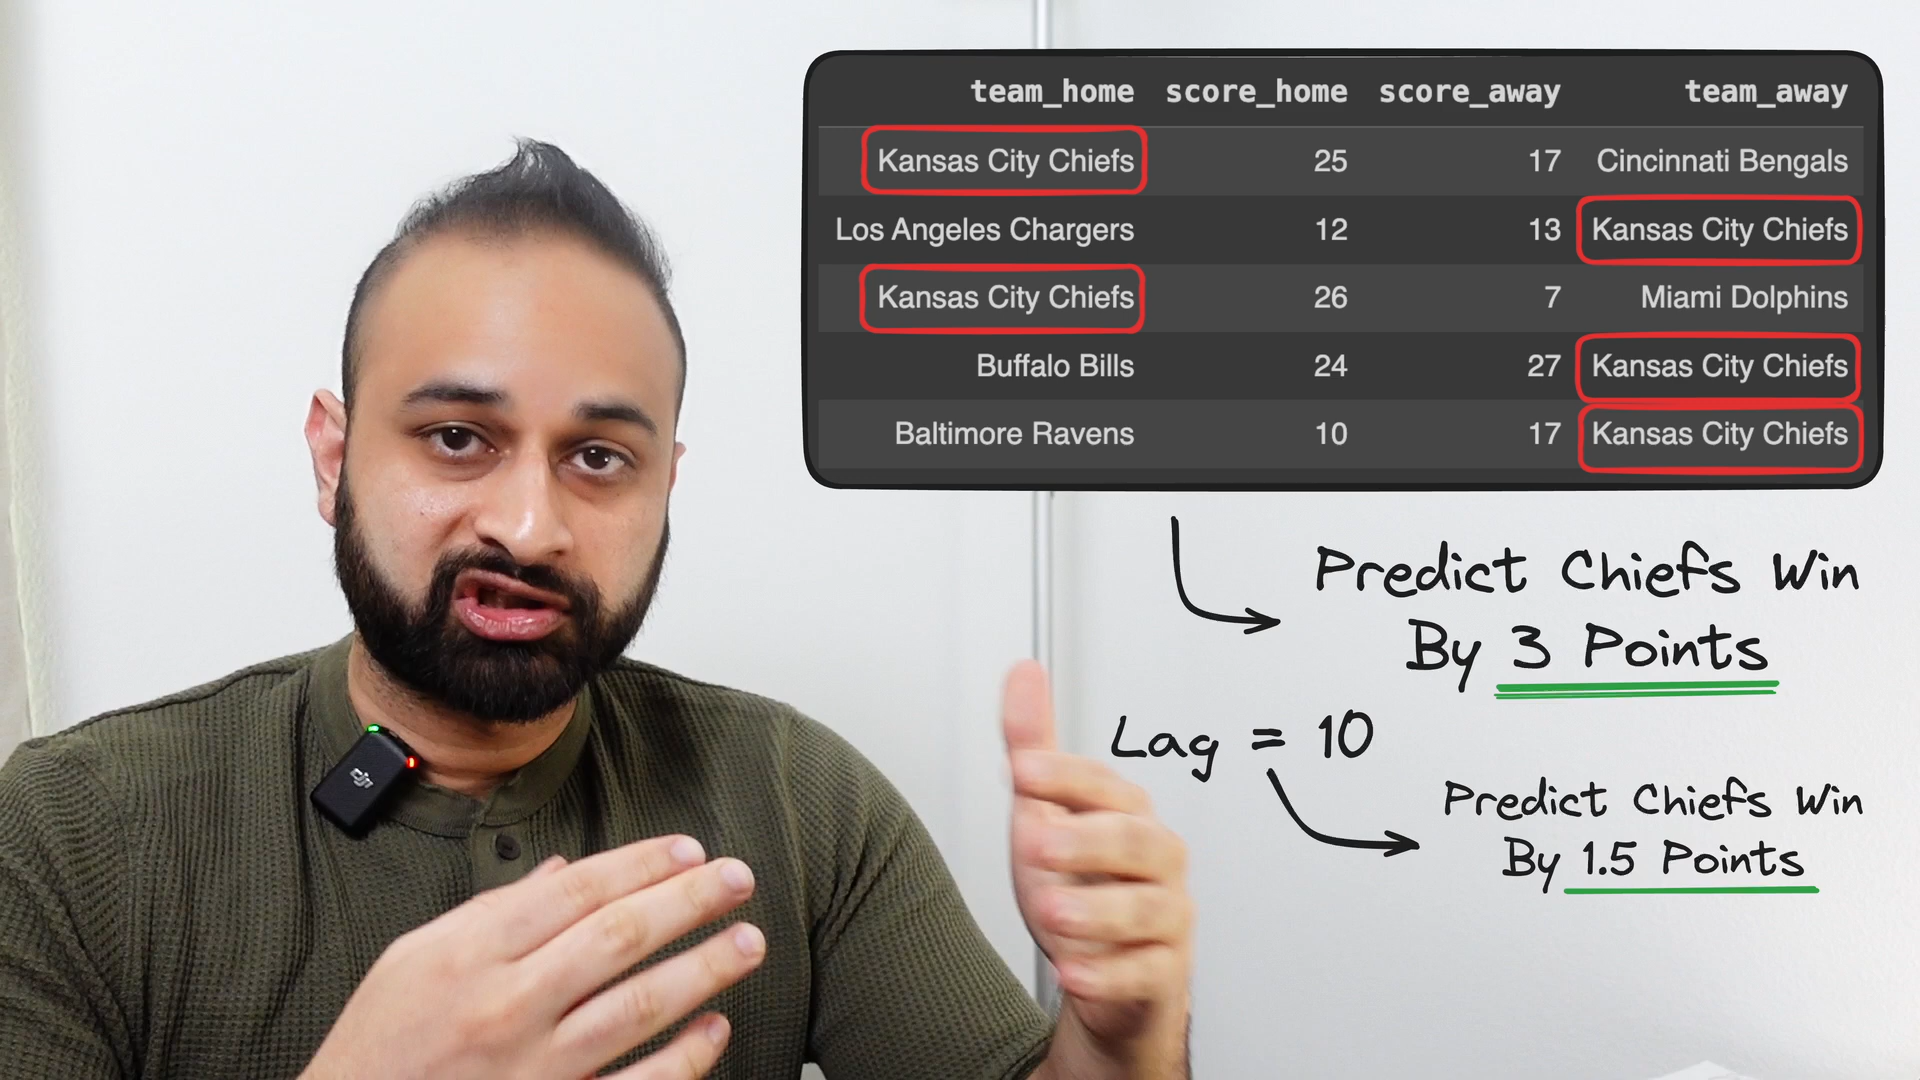 team_home score_home score_away team_away
Kansas City Chiefs 25 17 Cincinnati Bengals
Los Angeles Chargers 12 13 Kansas City Chiefs
Kansas City Chiefs 26 7 Miami Dolphins
Buffalo Bills 24 27 Kansas City Chiefs
Baltimore Ravens 10 17 Kansas City Chiefs
Predict Chiefs Win
By 3 Points
Lag = 10
Predict Chiefs Win
By 1.5 Points
dji